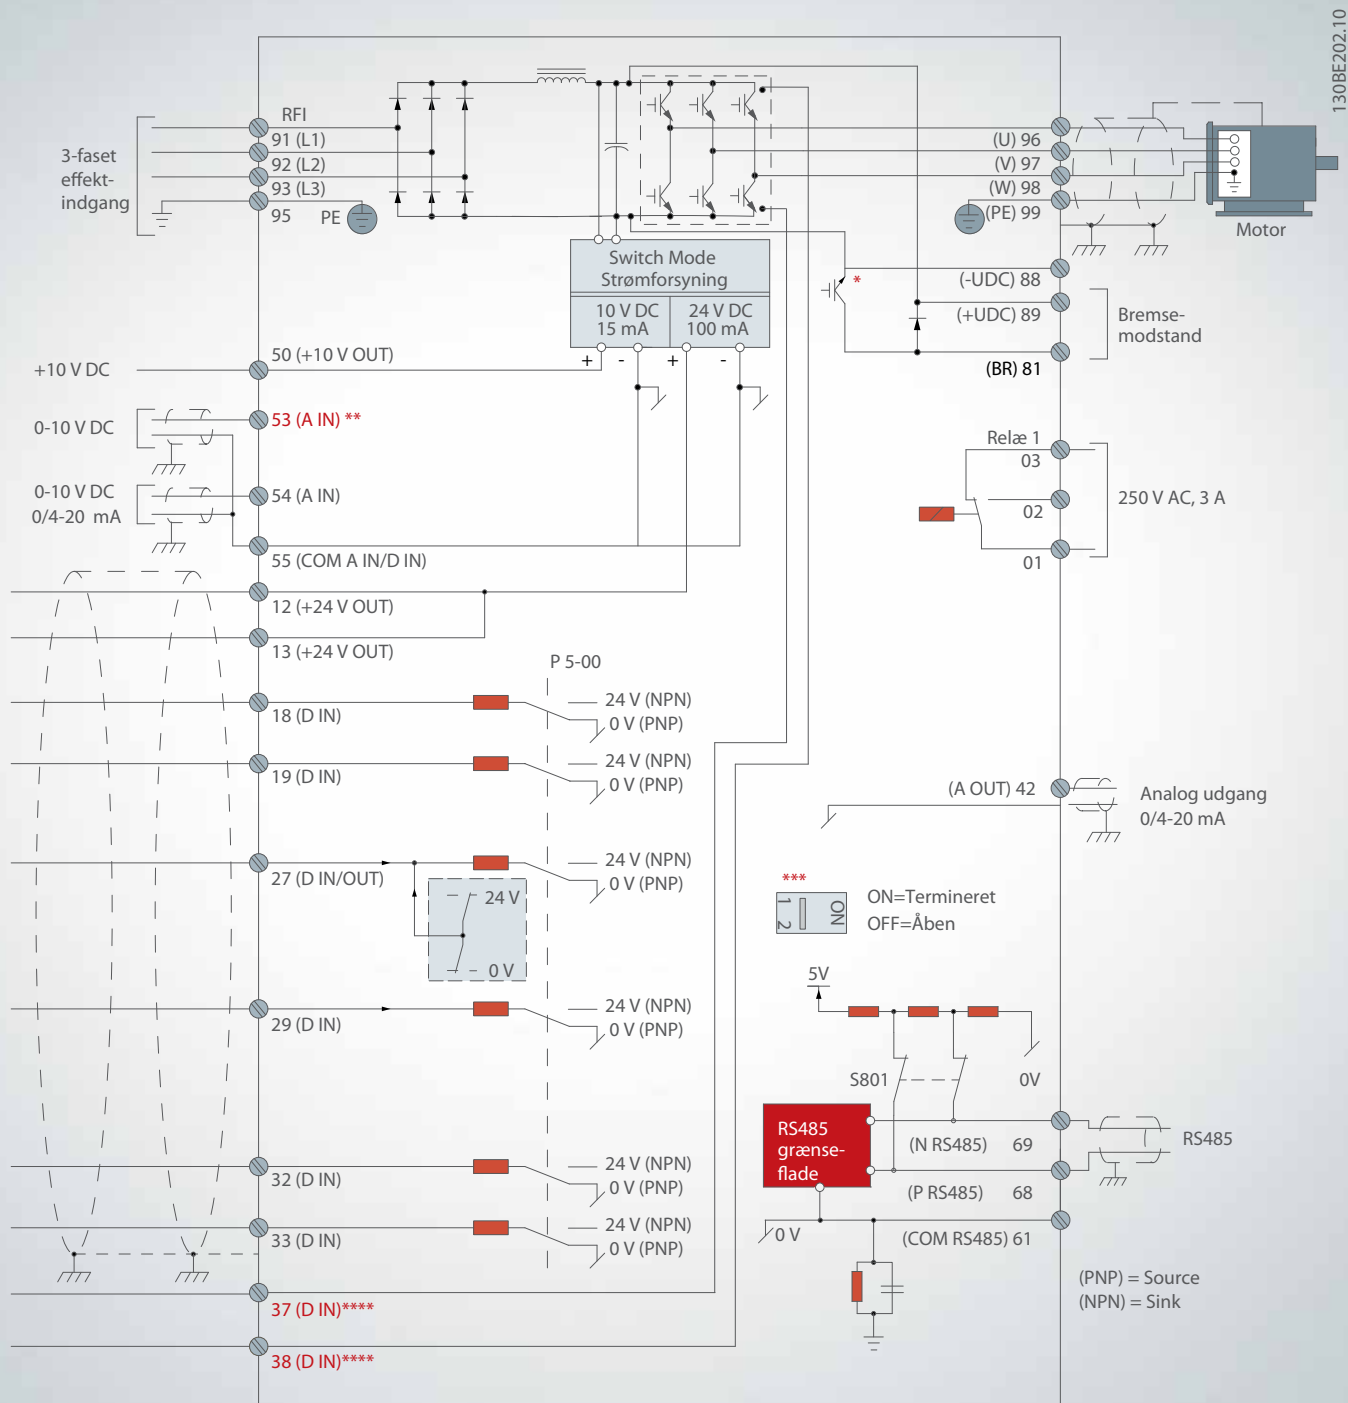 130BE202.10
3-faset
effekt-
indgang
RFI
91 (L1)
92 (L2)
93 (L3)
95
PE
(U) 96
(V) 97
(W) 98
(PE) 99
Motor
Switch Mode
Strømforsyning
10 V DC
15 mA
24 V DC
100 mA
+ - + -
*
(-UDC) 88
(+UDC) 89
(BR) 81
Bremse-
modstand
+10 V DC
50 (+10 V OUT)
0-10 V DC
53 (A IN) **
0-10 V DC
0/4-20 mA
54 (A IN)
55 (COM A IN/D IN)
12 (+24 V OUT)
13 (+24 V OUT)
Relæ 1
03
02
01
250 V AC, 3 A
P 5-00
18 (D IN)
24 V (NPN)
0 V (PNP)
19 (D IN)
24 V (NPN)
0 V (PNP)
27 (D IN/OUT)
24 V (NPN)
0 V (PNP)
24 V
0 V
29 (D IN)
24 V (NPN)
0 V (PNP)
32 (D IN)
24 V (NPN)
0 V (PNP)
33 (D IN)
24 V (NPN)
0 V (PNP)
37 (D IN)****
38 (D IN)****
(A OUT) 42
Analog udgang
0/4-20 mA
***
1 2
ON
ON=Termineret
OFF=Åben
5V
S801
0V
RS485
grænse-
flade
(N RS485) 69
(P RS485) 68
RS485
0 V
(COM RS485) 61
(PNP) = Source
(NPN) = Sink